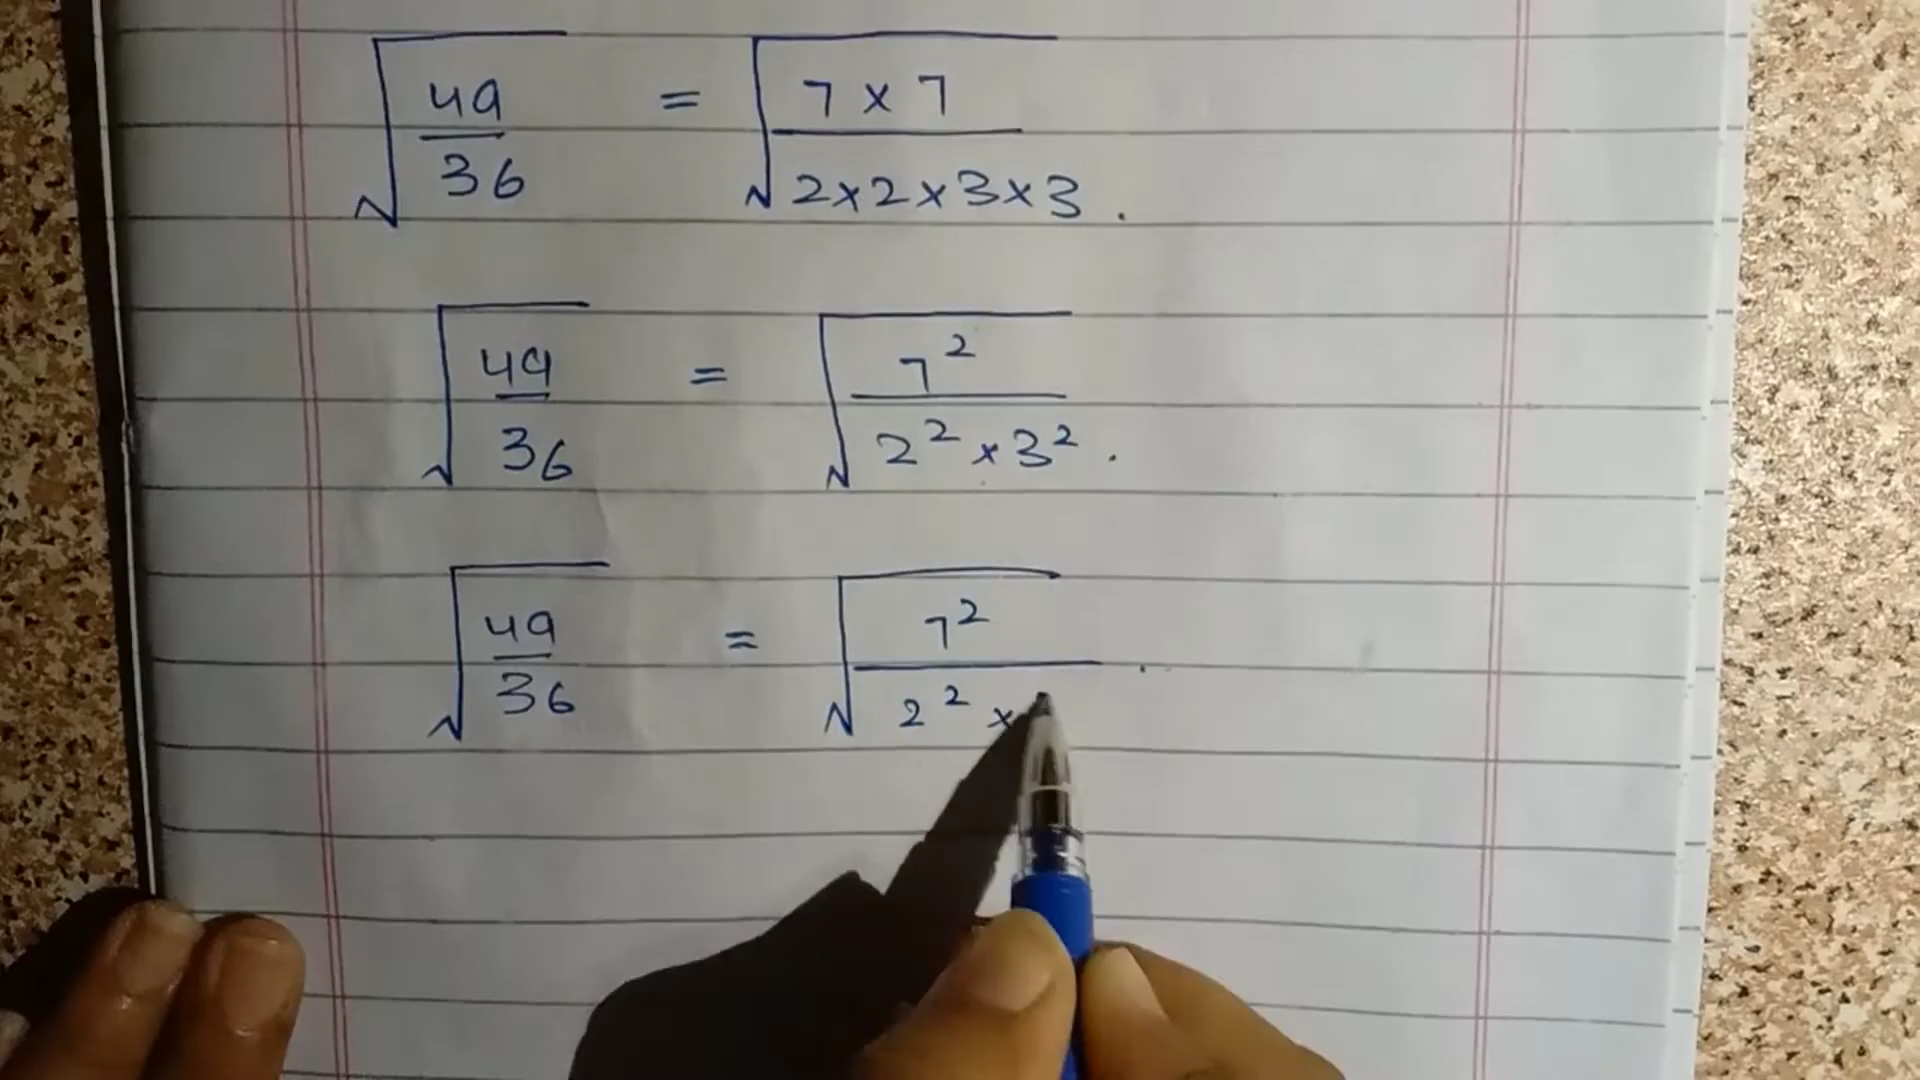 √49/36 = √7 × 7/2×2×3×3 .
√49/36 = √7²/2² × 3² .
√49/36 = √7²/2² ×